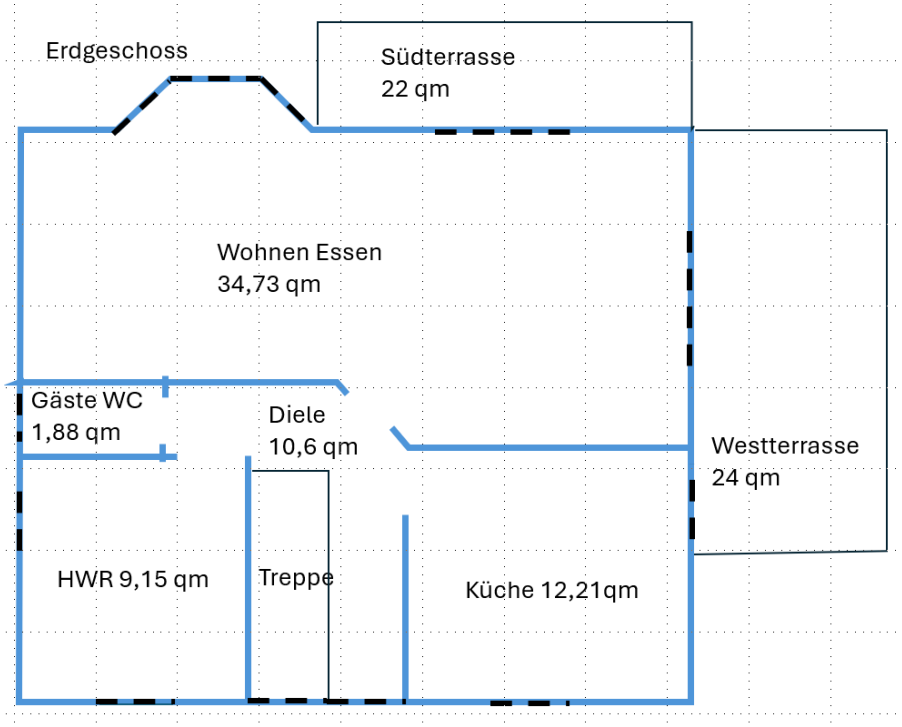 Erdgeschoss
Südterrasse
22 qm
Wohnen Essen
34,73 qm
Gäste WC
1,88 qm
Diele
10,6 qm
Westterrasse
24 qm
HWR 9,15 qm
Treppe
Küche 12,21qm